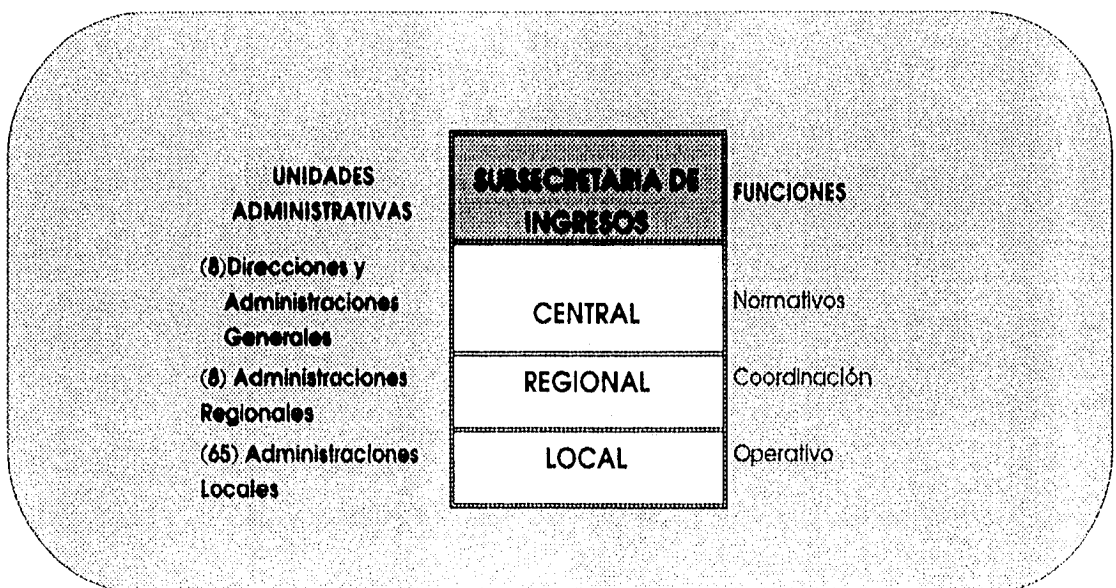 UNIDADES
ADMINISTRATIVAS
SUBSECRETARIA DE
INGRESOS
FUNCIONES
(8)Direcciones y
Administraciones
Generales
CENTRAL
Normativos
(8) Administraciones
Regionales
REGIONAL
Coordinación
(65) Administraciones
Locales
LOCAL
Operativo